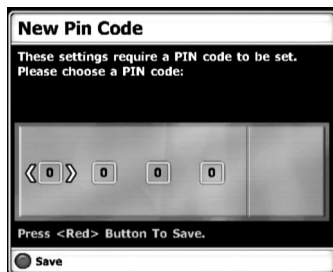 New Pin Code
These settings require a PIN code to be set.
Please choose a PIN code:
0 0 0 0
Press <Red> Button To Save.
Save